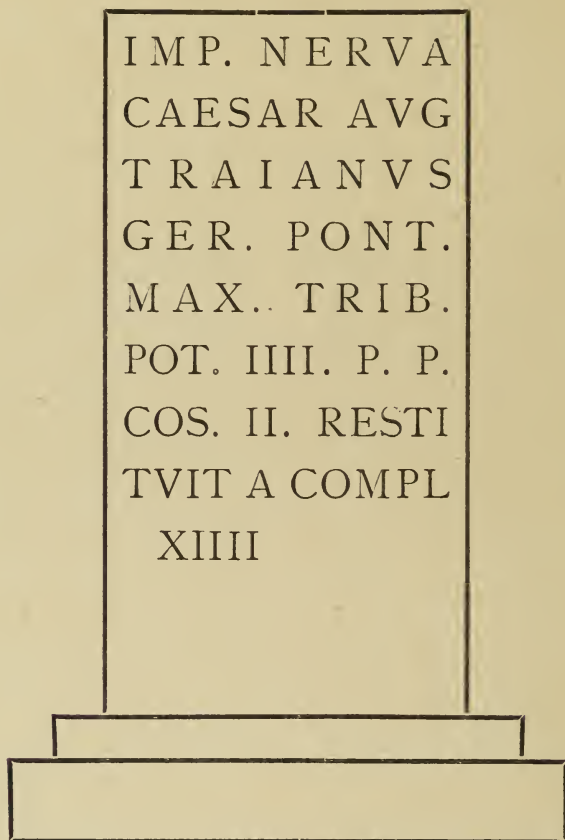 IMP. NERVA
CAESAR AVG
TRAIANVS
GER. PONT.
MAX. TRIB.
POT. IIII. P. P.
COS. II. RESTI
TVIT A COMPL
XIIII